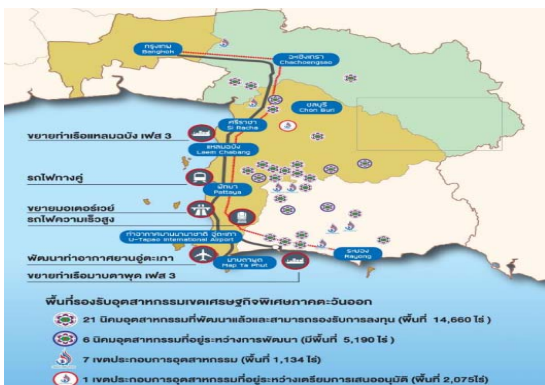 กรุงเทพ
Bangkok
ฉะเชิงเทรา
Chachoengsao
ชลบุรี
Chon Buri
ศรีราชา
Si Racha
ขยายท่าเรือแหลมฉบัง เฟส 3
แหลมฉบัง
Laem Chabang
รถไฟทางคู่
พัทยา
Pattaya
ขยายมอเตอร์เวย์
รถไฟความเร็วสูง
ท่าอากาศยานนานาชาติ อู่ตะเภา
U-Tapao International Airport
ระยอง
Rayong
พัฒนาท่าอากาศยานอู่ตะเภา
มาบตาพุด
Map Ta Phut
ขยายท่าเรือมาบตาพุด เฟส 3
พื้นที่รองรับอุตสาหกรรมเขตเศรษฐกิจพิเศษภาคตะวันออก
21 นิคมอุตสาหกรรมที่พัฒนาแล้วและสามารถรองรับการลงทุน (พื้นที่ 14,660 ไร่ )
6 นิคมอุตสาหกรรมที่อยู่ระหว่างการพัฒนา (มีพื้นที่ 5,190 ไร่ )
7 เขตประกอบการอุตสาหกรรม (พื้นที่ 1,134 ไร่)
1 เขตประกอบการอุตสาหกรรมที่อยู่ระหว่างเตรียมการเสนออนุมัติ (พื้นที่ 2,075ไร่)